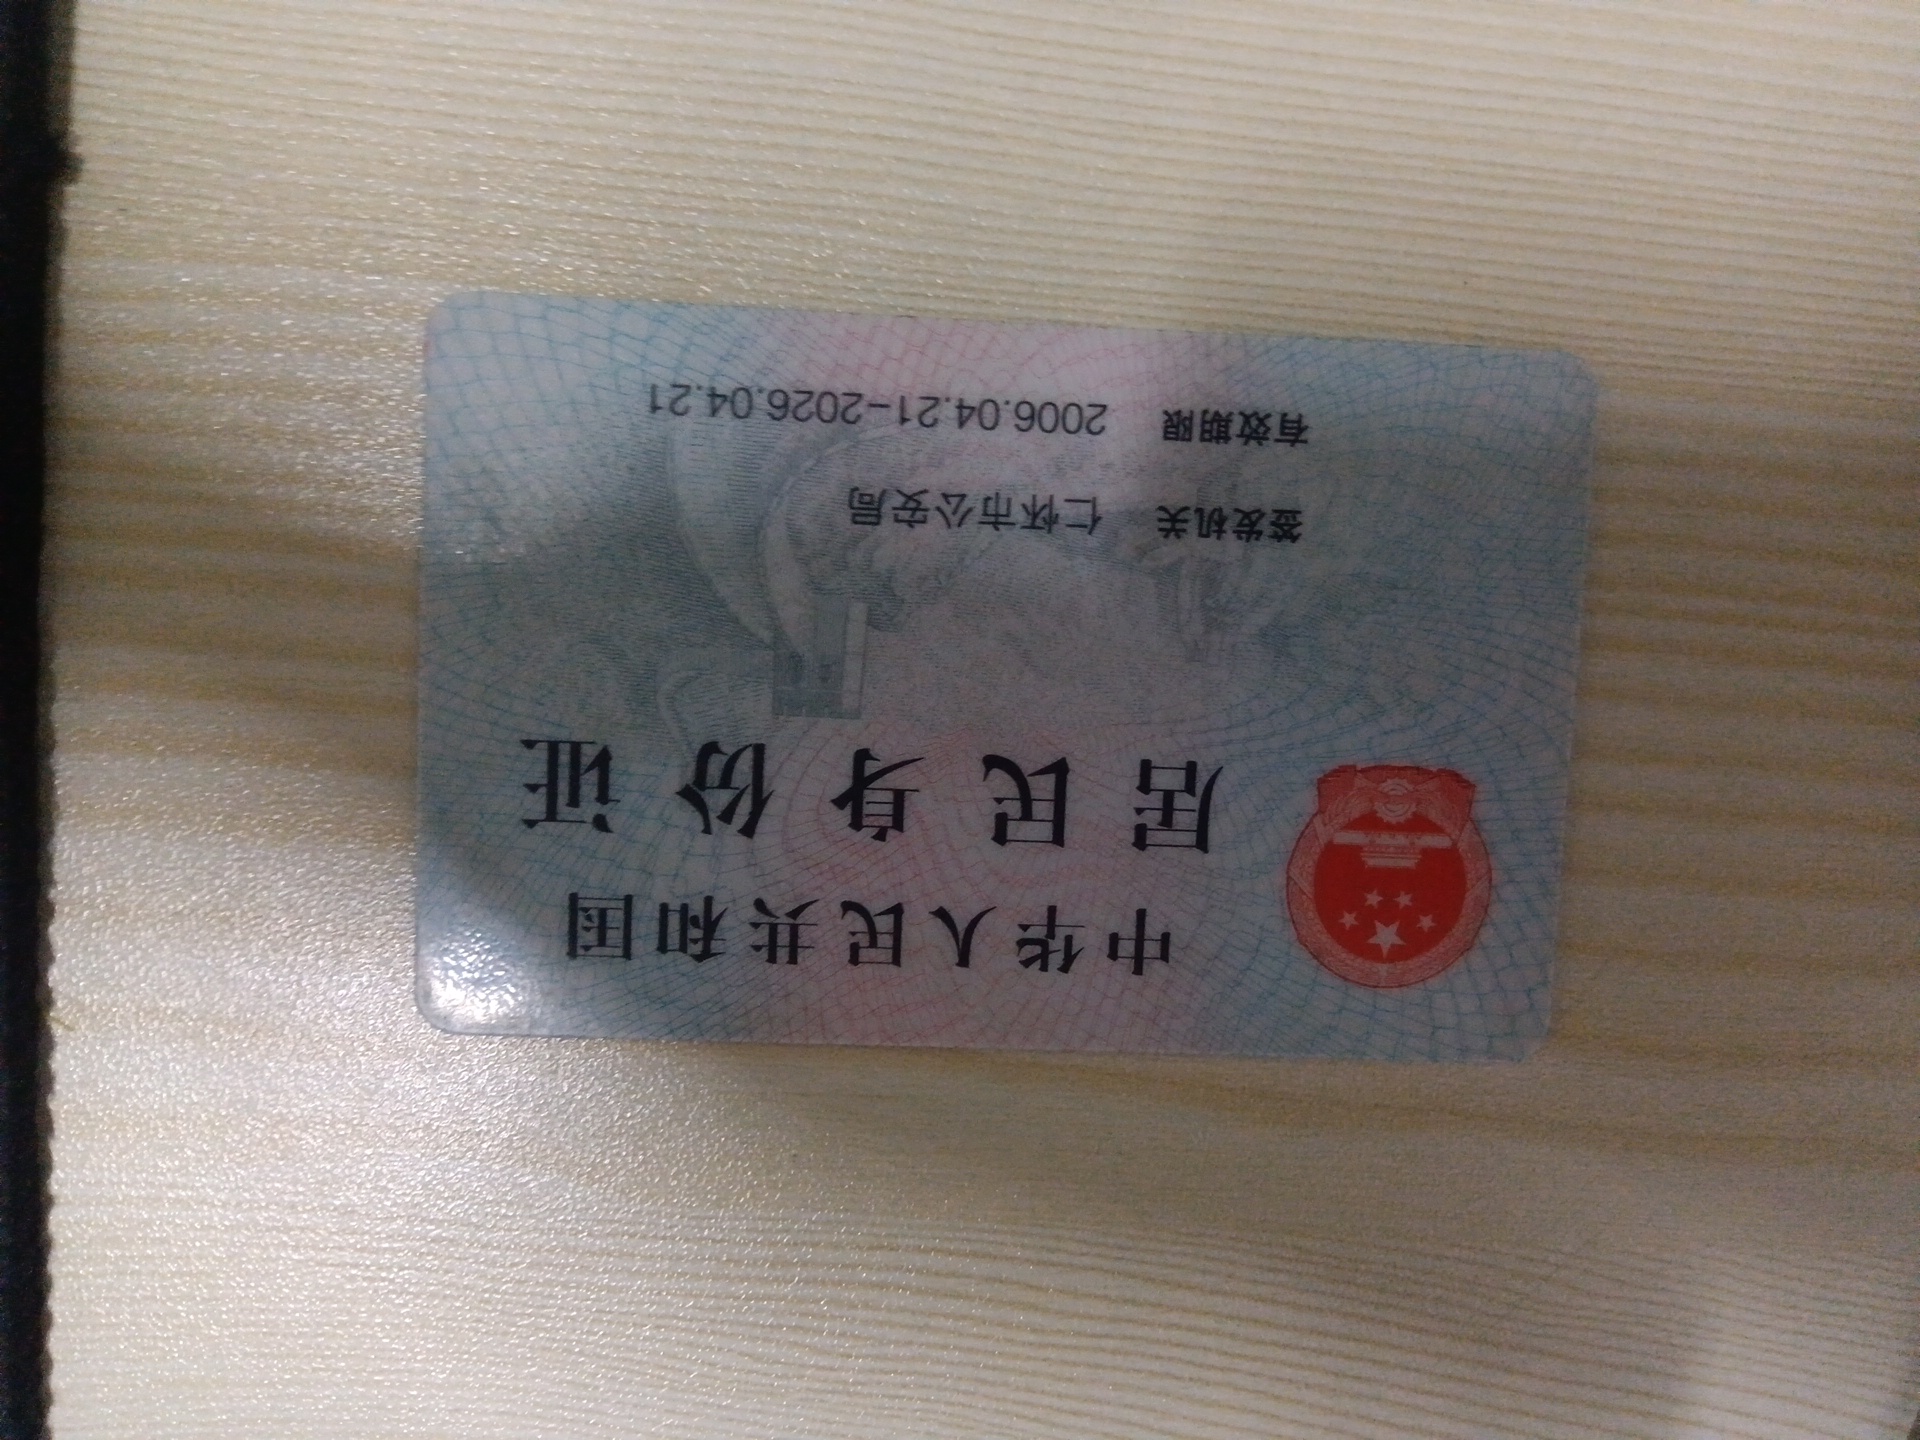 中华人民共和国
居民身份证
签发机关 仁怀市公安局
有效期限 2006.04.21-2026.04.21